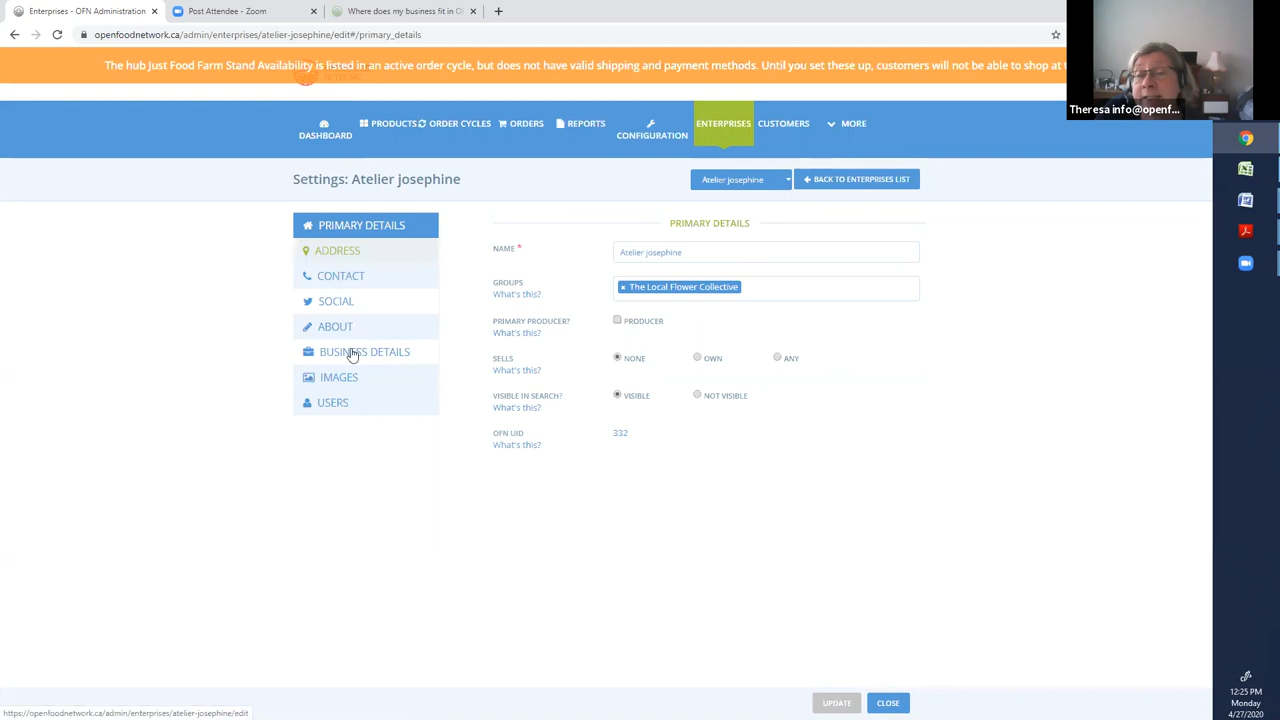 Enterprises - OFN Administration
Post Attendee - Zoom
Where does my business fit in OF
openfoodnetwork.ca/admin/enterprises/atelier-josephine/edit#/primary_details
The hub Just Food Farm Stand Availability is listed in an active order cycle, but does not have valid shipping and payment methods. Until you set these up, customers will not be able to shop at
Theresa info@openf...
DASHBOARD
PRODUCTS
ORDER CYCLES
ORDERS
REPORTS
CONFIGURATION
ENTERPRISES
CUSTOMERS
MORE
Settings: Atelier josephine
Atelier josephine
BACK TO ENTERPRISES LIST
PRIMARY DETAILS
ADDRESS
CONTACT
SOCIAL
ABOUT
BUSINESS DETAILS
IMAGES
USERS
PRIMARY DETAILS
NAME *
Atelier josephine
GROUPS
What's this?
× The Local Flower Collective
PRIMARY PRODUCER?
What's this?
PRODUCER
SELLS
What's this?
NONE
OWN
ANY
VISIBLE IN SEARCH?
What's this?
VISIBLE
NOT VISIBLE
OFN UID
What's this?
332
UPDATE
CLOSE
https://openfoodnetwork.ca/admin/enterprises/atelier-josephine/edit
12:25 PM
Monday
4/27/2020